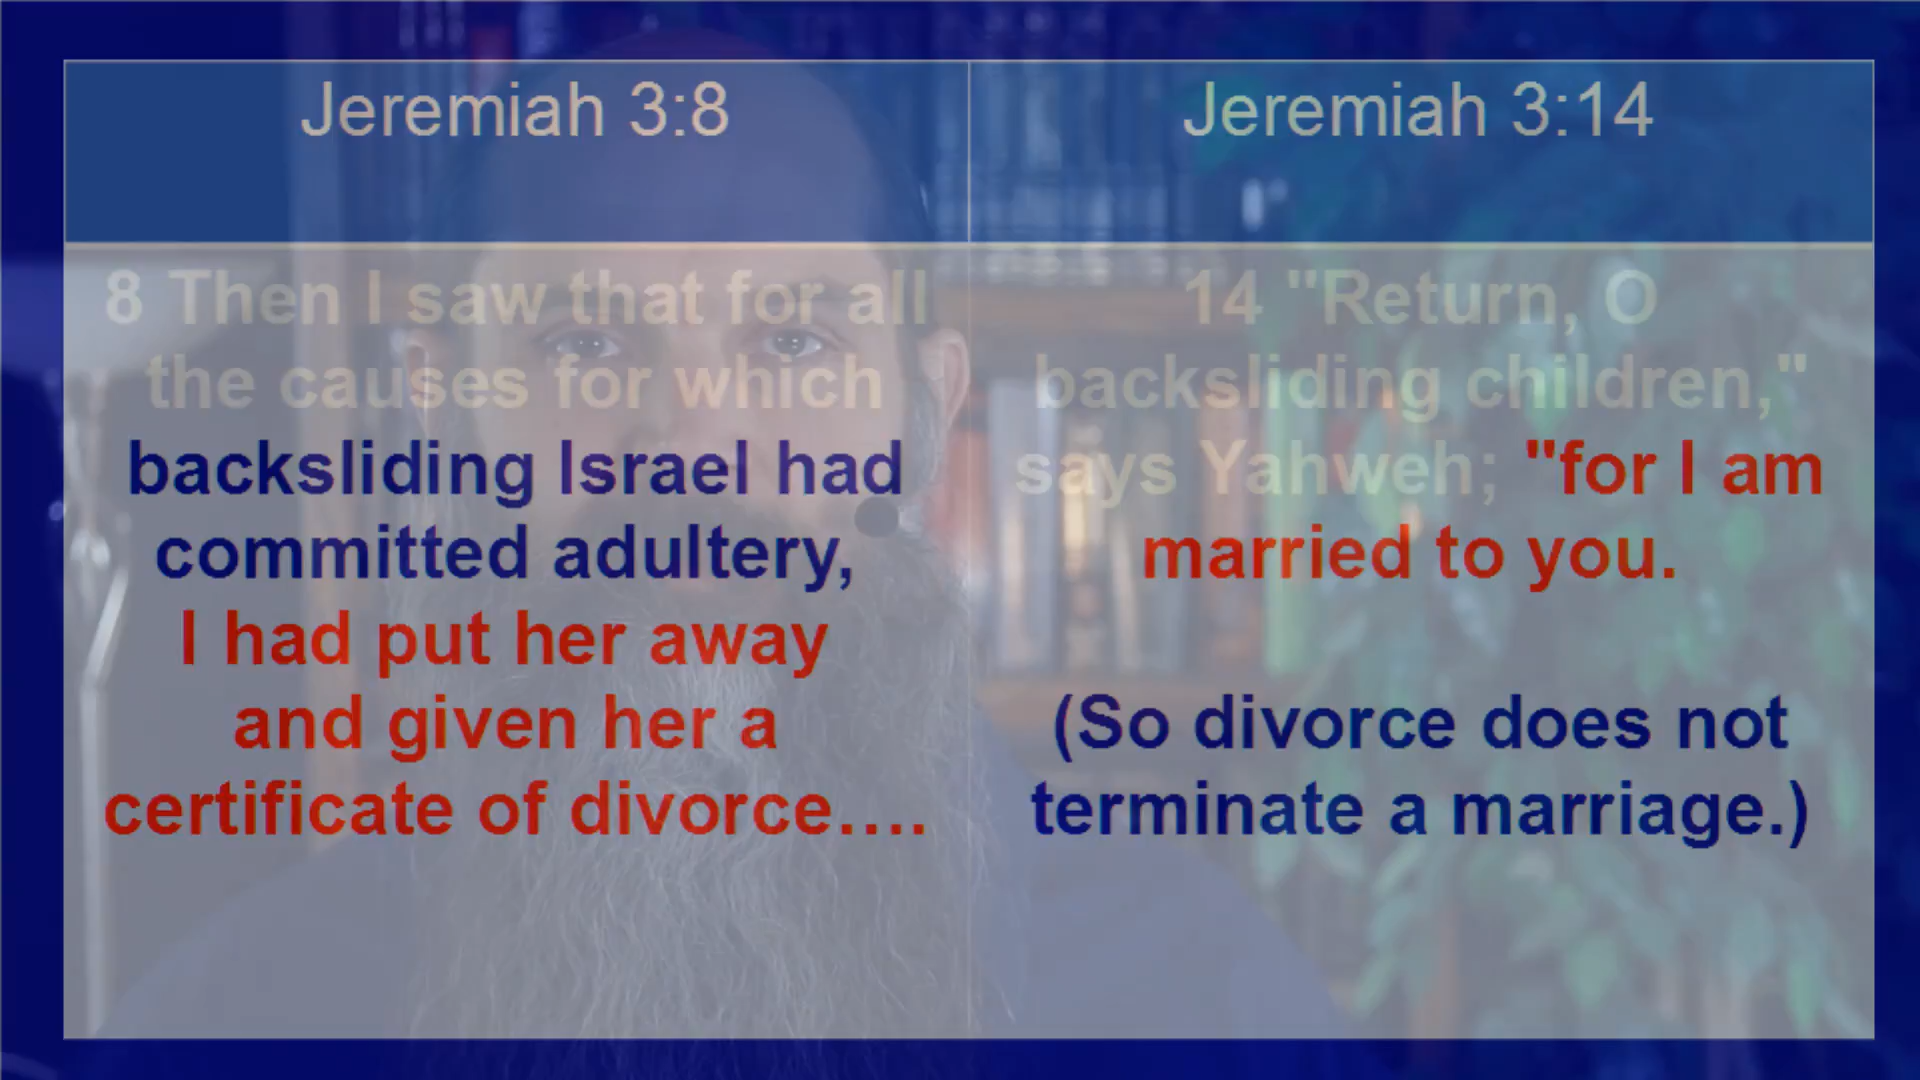 Jeremiah 3:8
8 Then I saw that for all
the causes for which
backsliding Israel had
committed adultery,
I had put her away
and given her a
certificate of divorce….
Jeremiah 3:14
14 "Return, O
backsliding children,"
says Yahweh; "for I am
married to you.
(So divorce does not
terminate a marriage.)